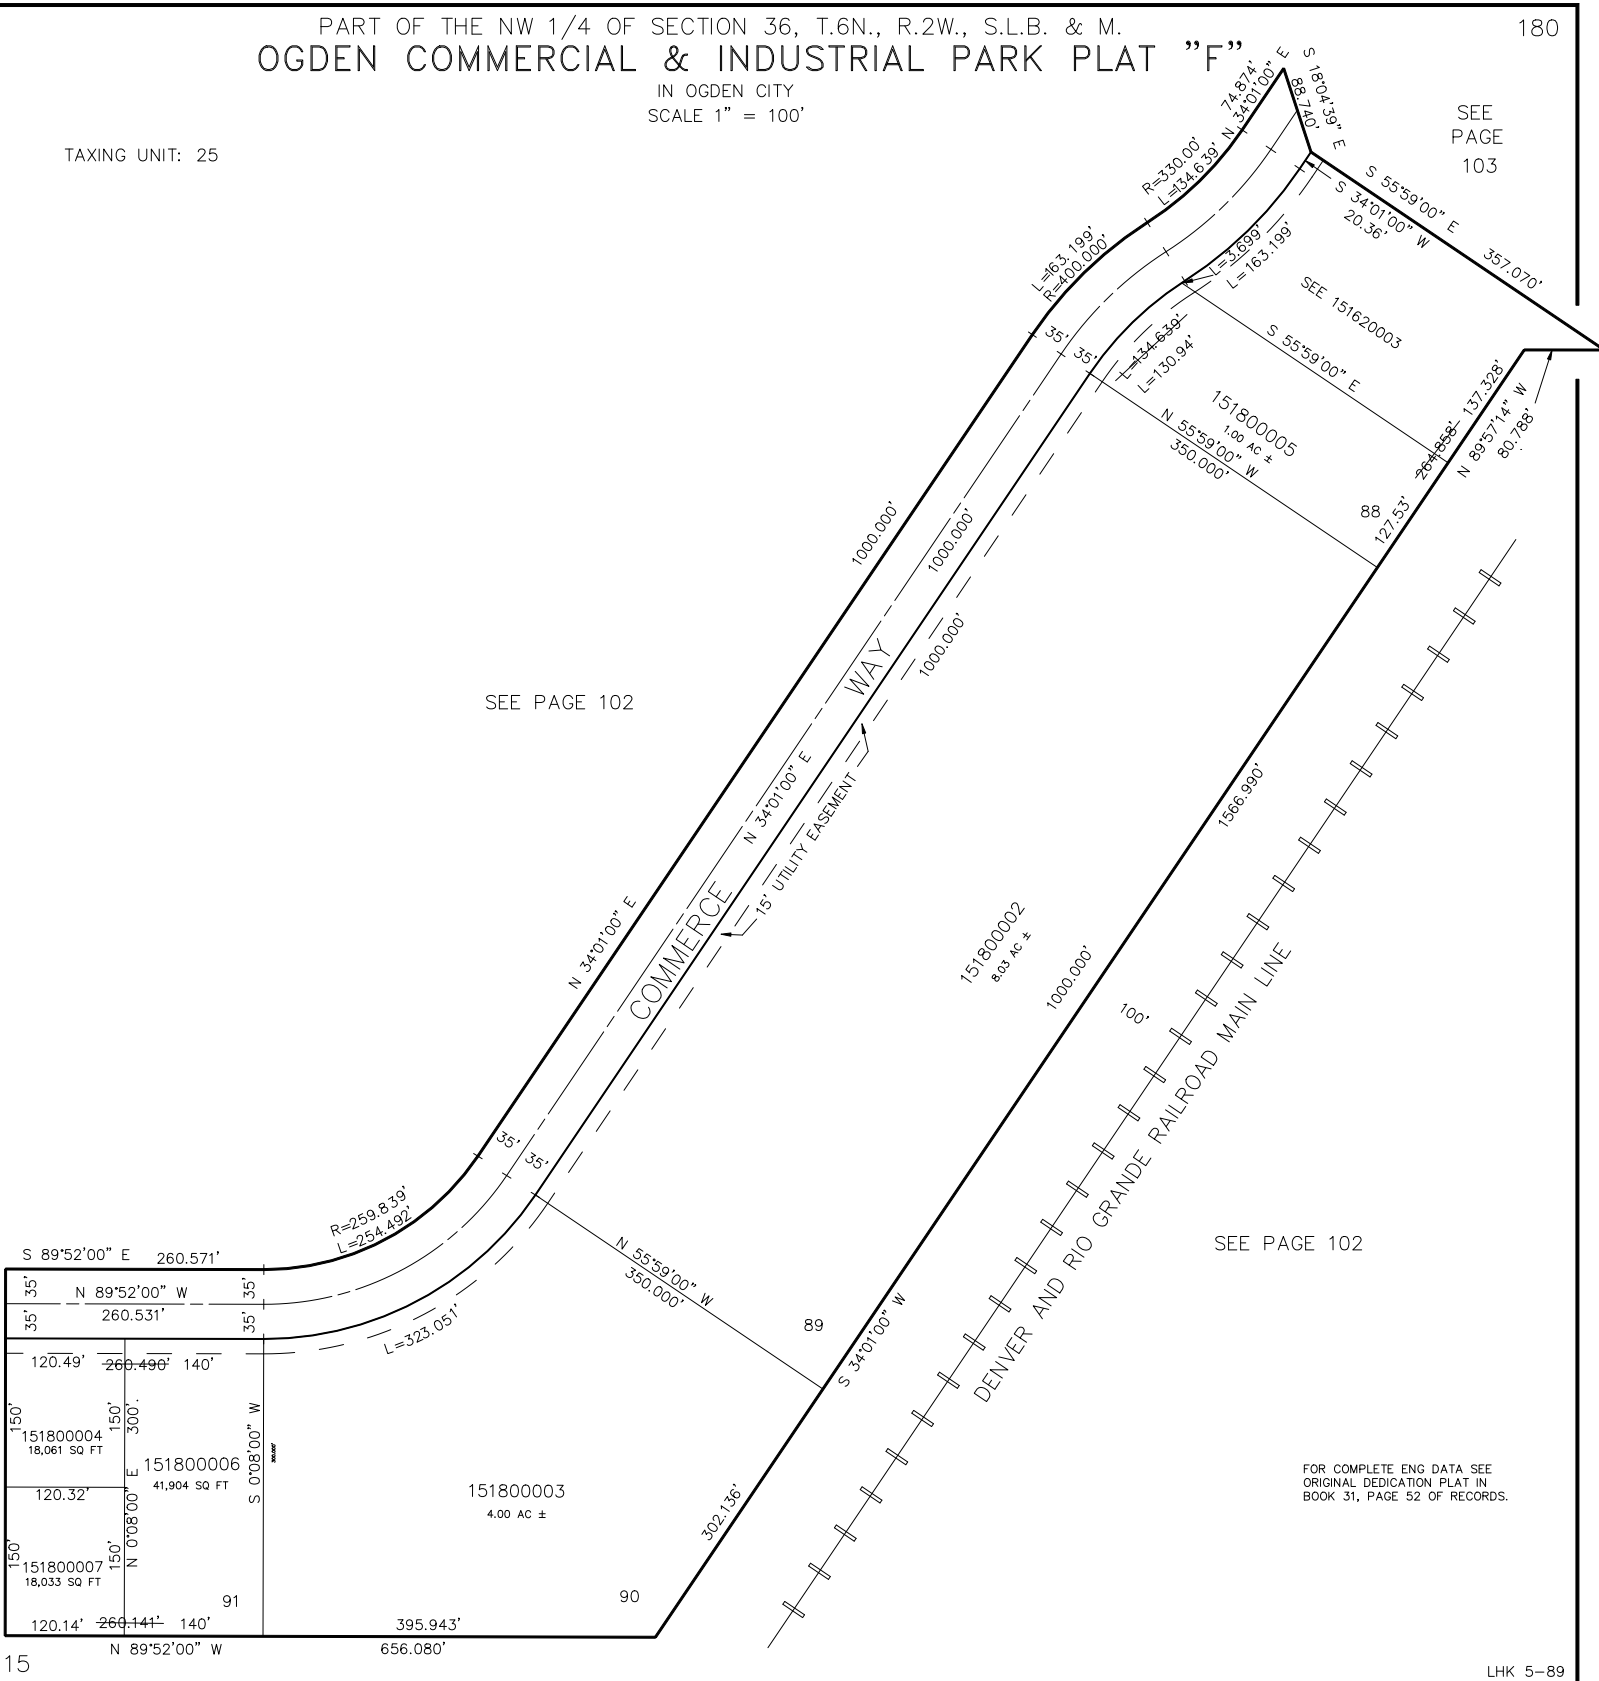 PART OF THE NW 1/4 OF SECTION 36, T.6N., R.2W., S.L.B. & M.
180
OGDEN COMMERCIAL & INDUSTRIAL PARK PLAT "F"
IN OGDEN CITY
SCALE 1" = 100'
TAXING UNIT: 25
SEE
PAGE
103
74.874'
N 34°01'00" E
S 18°04'39" E
88.740'
R=330.00'
L=134.639'
S 55°59'00" E
357.070'
S 34°01'00" W
20.36'
L=163.199'
R=400.000'
L=3.699'
L=163.199'
SEE 151620003
35'
35'
L=134.639'
L=130.94'
S 55°59'00" E
151800005
1.00 AC ±
N 55°59'00" W
350.000'
137.328'
264.858'
N 89°57'14" W
80.788'
88
127.53'
1000.000'
1000.000'
1000.000'
SEE PAGE 102
COMMERCE WAY
N 34°01'00" E
N 34°01'00" E
15' UTILITY EASEMENT
1566.990'
151800002
8.03 AC ±
1000.000'
100'
DENVER AND RIO GRANDE RAILROAD MAIN LINE
35'
35'
R=259.839'
L=254.492'
S 89°52'00" E 260.571'
35'
N 89°52'00" W
35'
35'
260.531'
35'
L=323.051'
N 55°59'00" W
350.000'
89
S 34°01'00" W
SEE PAGE 102
120.49' 260.490' 140'
150'
150'
300'.
151800004
18,061 SQ FT
151800006
41,904 SQ FT
S 0°08'00" W
120.32'
N 0°08'00" E
151800003
4.00 AC ±
302.136'
150'
150'
151800007
18,033 SQ FT
91
90
120.14' 260.141' 140'
395.943'
N 89°52'00" W
656.080'
FOR COMPLETE ENG DATA SEE
ORIGINAL DEDICATION PLAT IN
BOOK 31, PAGE 52 OF RECORDS.
15
LHK 5-89